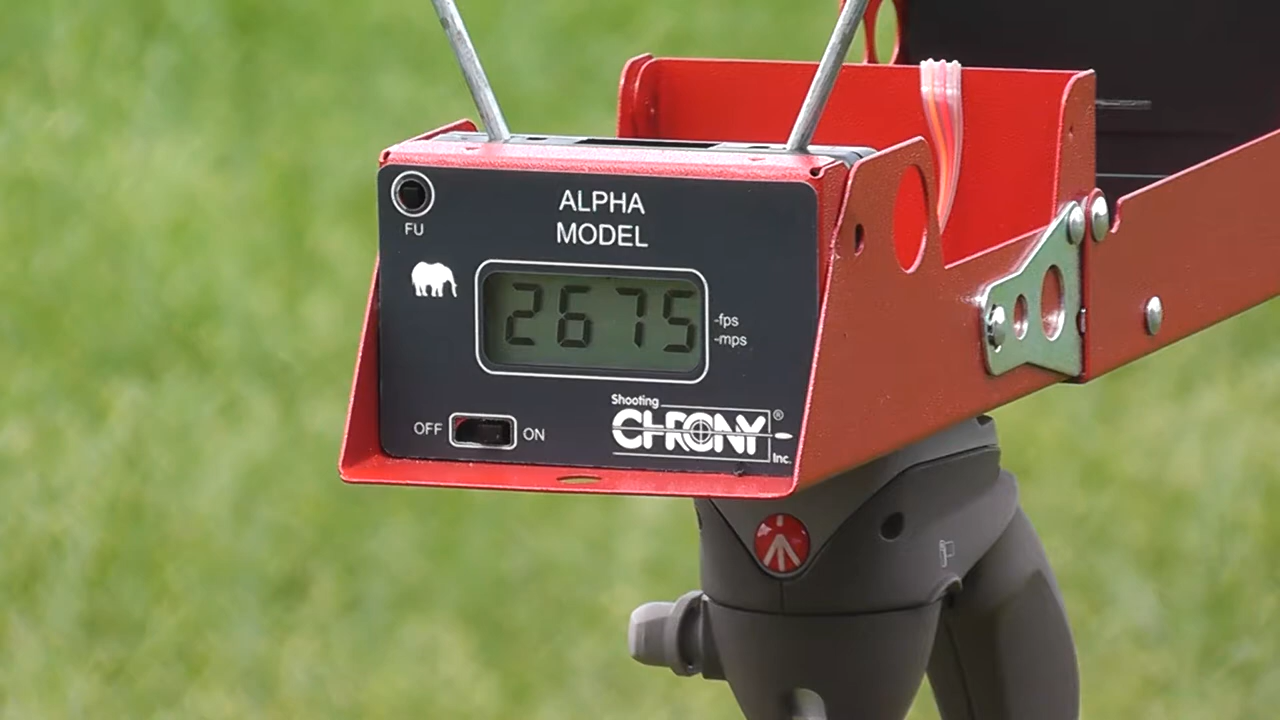 ALPHA
MODEL
FU
2675
-fps
-mps
OFF
ON
Shooting
CHRONY®
Inc.